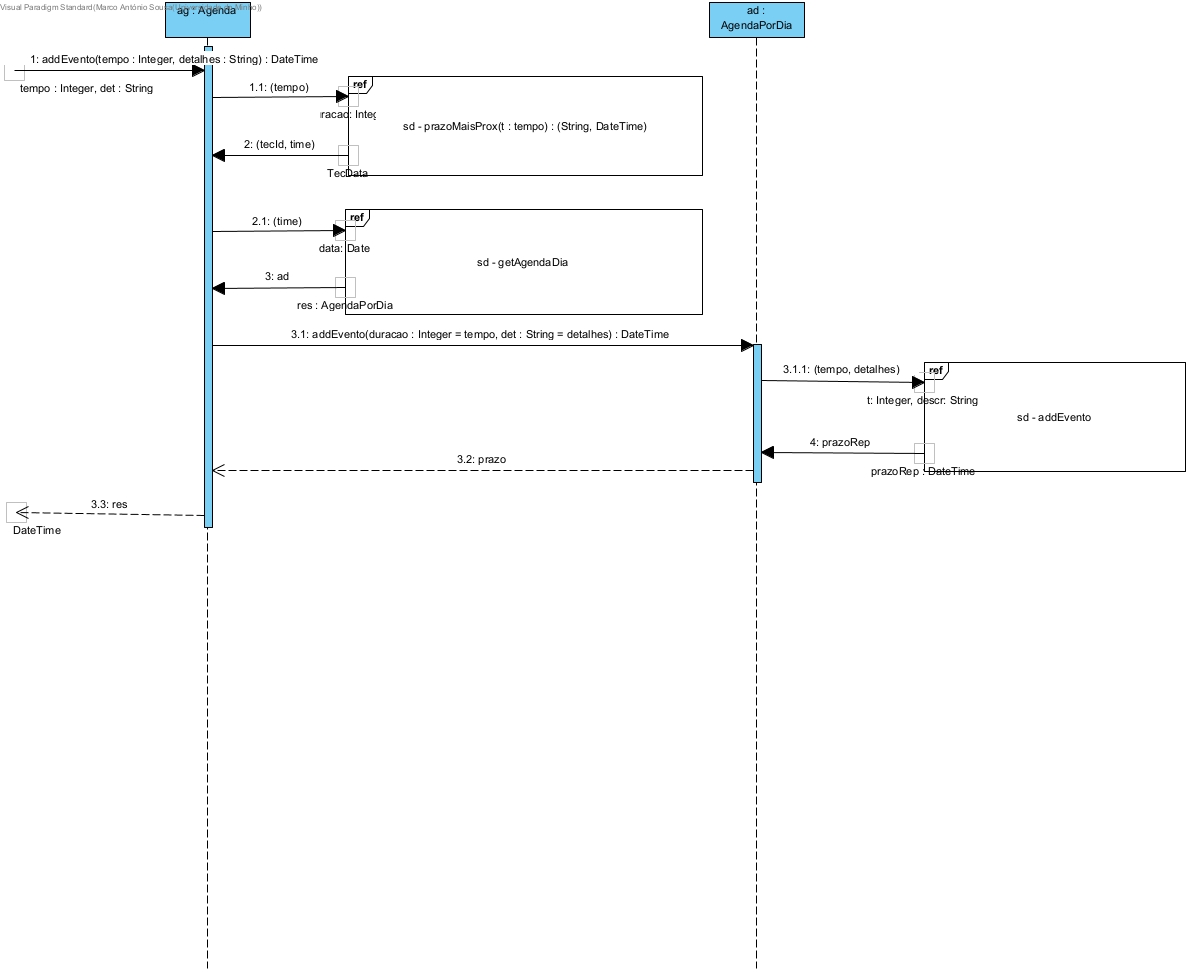 Visual Paradigm Standard(Marco António Sousa(Universidade do Minho))
ag : Agenda
ad :
AgendaPorDia
1: addEvento(tempo : Integer, detalhes : String) : DateTime
tempo : Integer, det : String
1.1: (tempo)
ref
racao: Integ
sd - prazoMaisProx(t : tempo) : (String, DateTime)
2: (tecId, time)
TecData
2.1: (time)
ref
data: Date
sd - getAgendaDia
3: ad
res : AgendaPorDia
3.1: addEvento(duracao : Integer = tempo, det : String = detalhes) : DateTime
3.1.1: (tempo, detalhes)
ref
t: Integer, descr: String
sd - addEvento
4: prazoRep
prazoRep : DateTime
3.2: prazo
3.3: res
DateTime